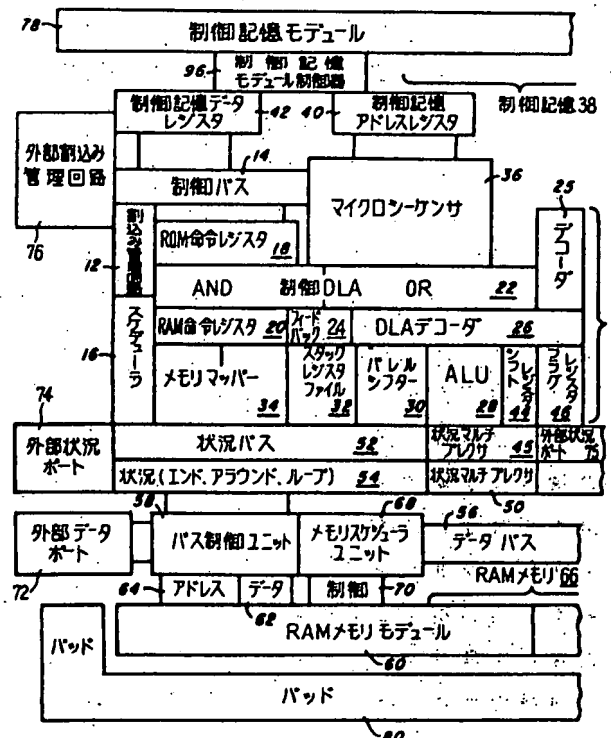 78
制御記憶モジュール
96
制御記憶
モジュール制御器
制御記憶データ
レジスタ
42
40
制御記憶
アドレスレジスタ
制御記憶38
外部割込み
管理回路
76
14
制御バス
36
マイクロシーケンサ
25
デコーダ
12
割込み管理回路
ROM命令レジスタ
18
AND 制御DLA OR 22
16
スケデューラ
RAM命令レジスタ 20
フィードバック 24
DLAデコーダ 26
メモリマッパー
34
スタック
レジスタ
ファイル
32
バレル
シフター
30
ALU
28
シフトレジスタ
44
フラグレジスタ
46
74
外部状況
ポート
状況バス 52
状況マルチ
プレクサ 45
外部状況
ポート 75
状況(エンド、アラウンド、ループ) 54
状況マルチプレクサ
50
58
68
56
外部データ
ポート
72
バス制御ユニット
メモリスケジューラ
ユニット
データバス
64
アドレス
データ
62
制御
70
RAMメモリ66
RAMメモリモジュール
60
パッド
パッド
80